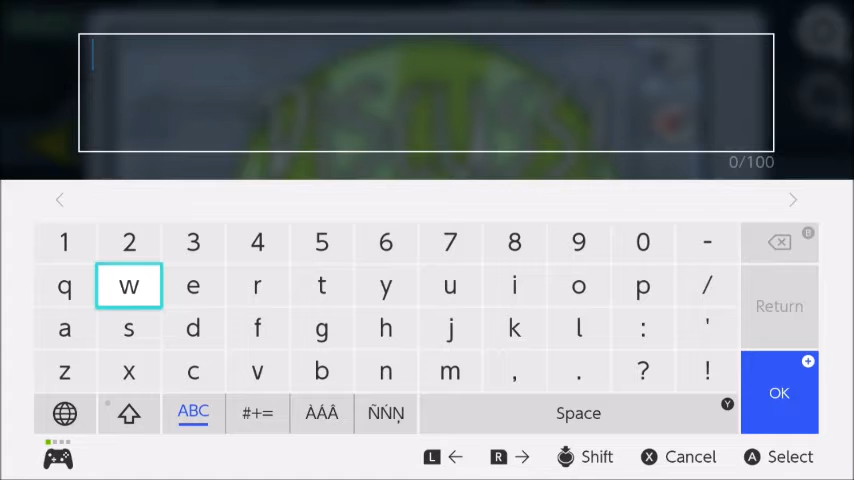 0/100
1 2 3 4 5 6 7 8 9 0 -
q w e r t y u i o p /
a s d f g h j k l : '
z x c v b n m , . ? !
B
Return
+
OK
ABC #+= ÀÁÂ ÑŃŅ Space Y
L ← R → Shift X Cancel A Select